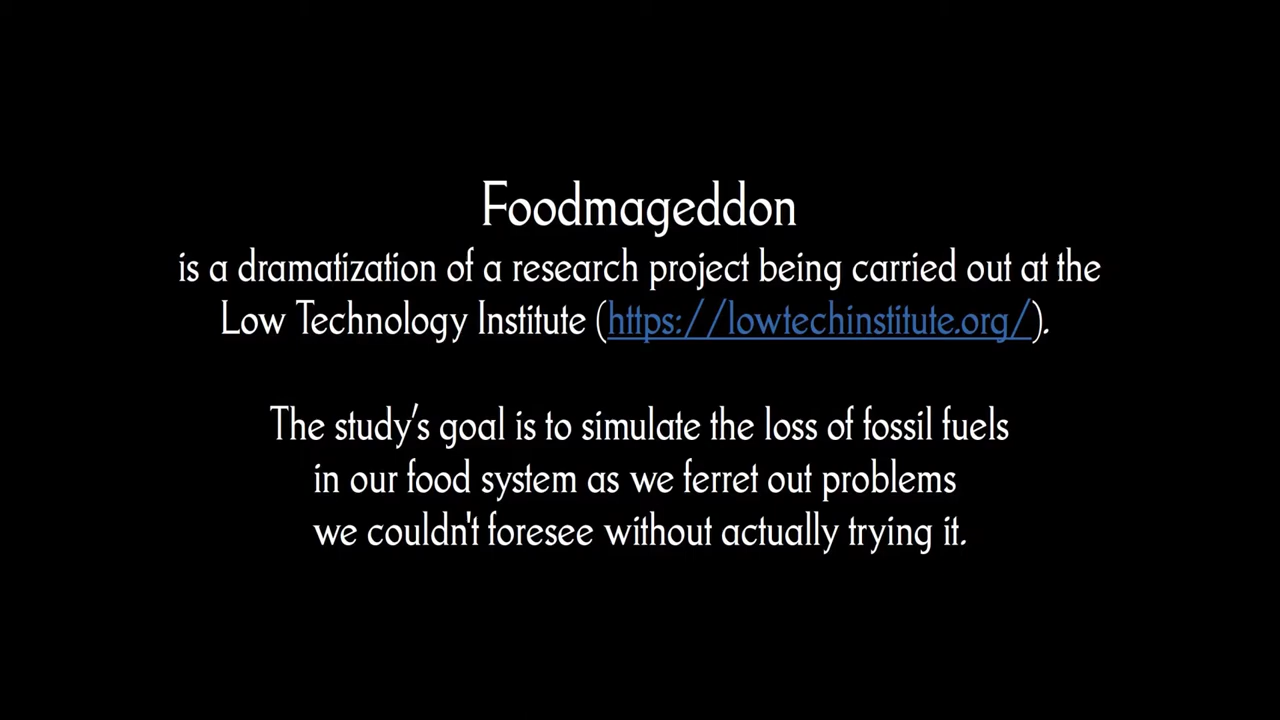 Foodmageddon
is a dramatization of a research project being carried out at the
Low Technology Institute (https://lowtechinstitute.org/).
The study’s goal is to simulate the loss of fossil fuels
in our food system as we ferret out problems
we couldn't foresee without actually trying it.